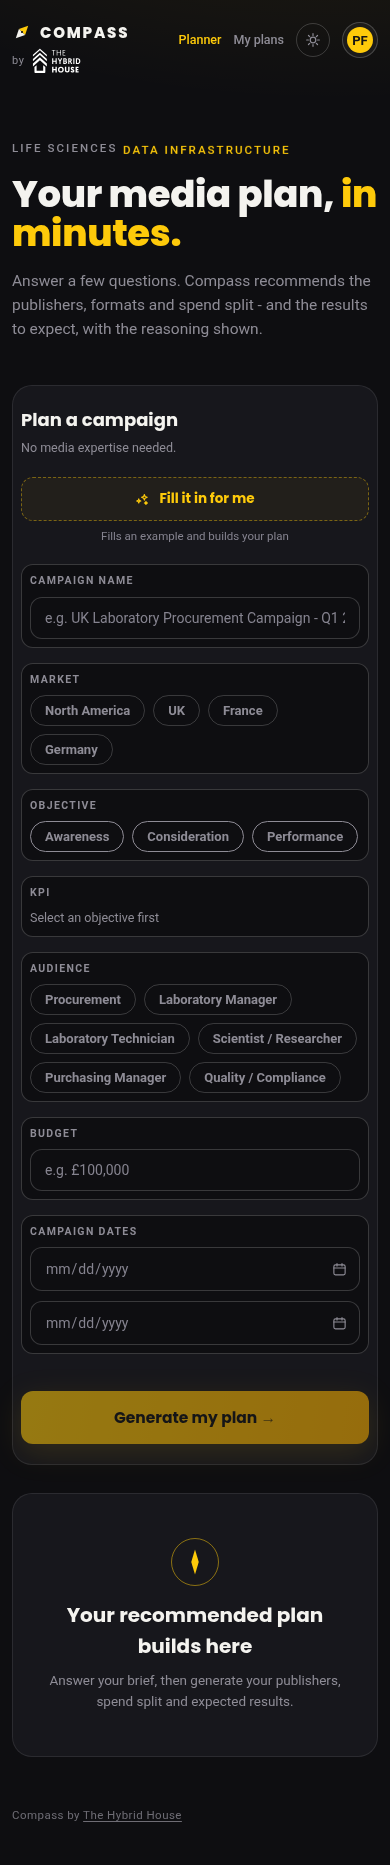 COMPASS
by THE HYBRID HOUSE
Planner
My plans
PF
LIFE SCIENCES DATA INFRASTRUCTURE
Your media plan, in
minutes.
Answer a few questions. Compass recommends the
publishers, formats and spend split - and the results
to expect, with the reasoning shown.
Plan a campaign
No media expertise needed.
Fill it in for me
Fills an example and builds your plan
CAMPAIGN NAME
e.g. UK Laboratory Procurement Campaign - Q1
MARKET
North America
UK
France
Germany
OBJECTIVE
Awareness
Consideration
Performance
KPI
Select an objective first
AUDIENCE
Procurement
Laboratory Manager
Laboratory Technician
Scientist / Researcher
Purchasing Manager
Quality / Compliance
BUDGET
e.g. £100,000
CAMPAIGN DATES
mm/dd/yyyy
mm/dd/yyyy
Generate my plan →
Your recommended plan
builds here
Answer your brief, then generate your publishers,
spend split and expected results.
Compass by The Hybrid House